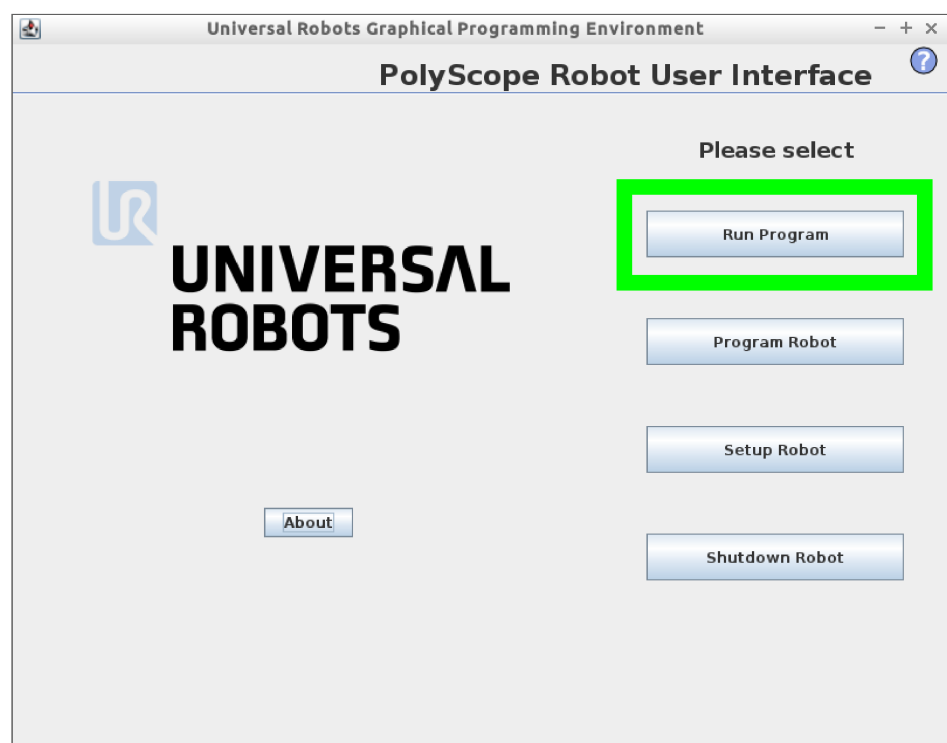 Universal Robots Graphical Programming Environment
PolyScope Robot User Interface
?
Please select
UR
UNIVERSAL
ROBOTS
Run Program
Program Robot
Setup Robot
About
Shutdown Robot